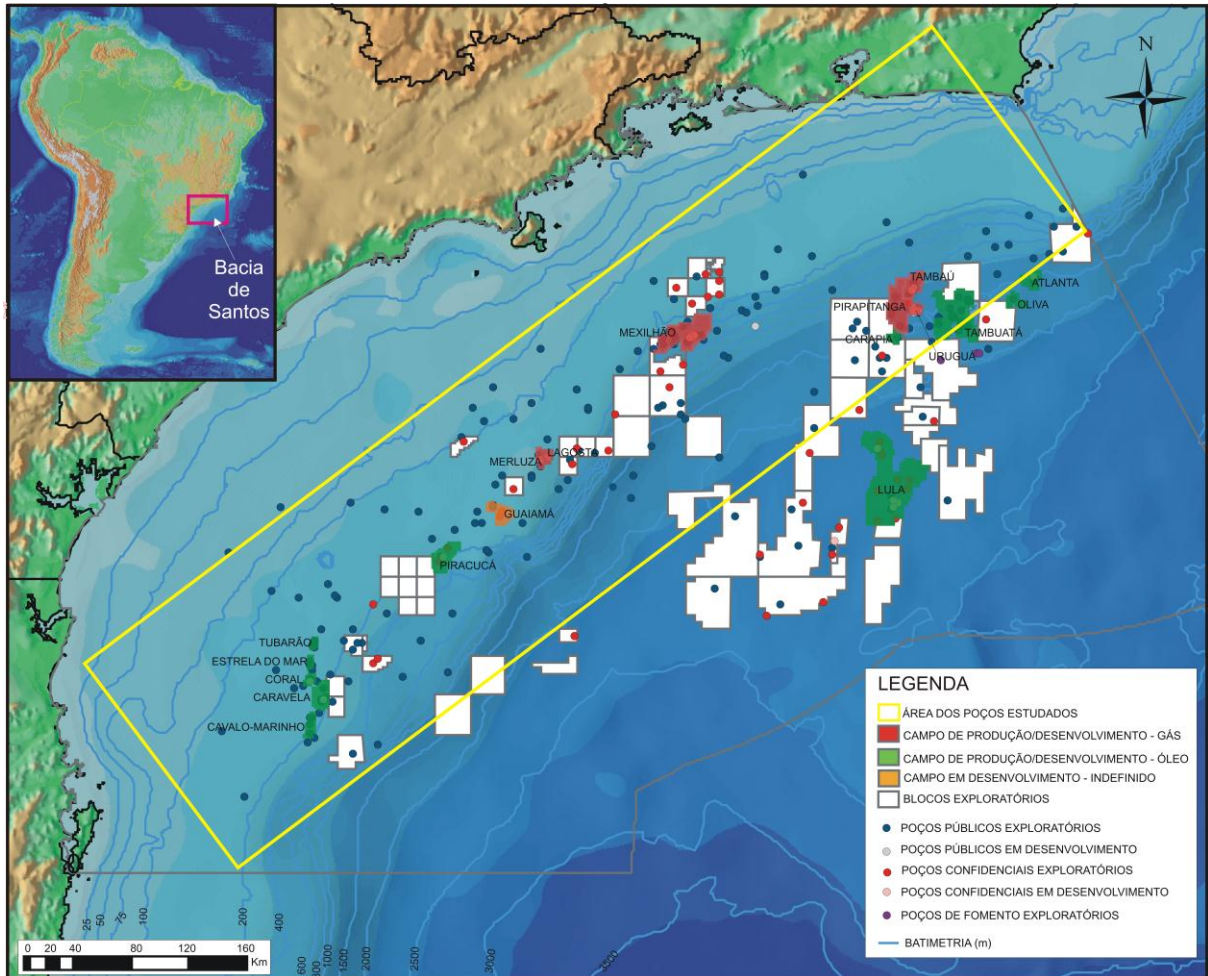 Bacia
de
Santos
N
TAMBAÚ
ATLANTA
PIRAPITANGA
OLIVA
MEXILHÃO
TAMBUATÁ
CARAPIA
URUGUÁ
LAGOSTA
MERLUZA
LULA
GUAIAMÁ
PIRACUCÁ
TUBARÃO
ESTRELA DO MAR
CORAL
CARAVELA
CAVALO-MARINHO
LEGENDA
ÁREA DOS POÇOS ESTUDADOS
CAMPO DE PRODUÇÃO/DESENVOLVIMENTO - GÁS
CAMPO DE PRODUÇÃO/DESENVOLVIMENTO - ÓLEO
CAMPO EM DESENVOLVIMENTO - INDEFINIDO
BLOCOS EXPLORATÓRIOS
POÇOS PÚBLICOS EXPLORATÓRIOS
POÇOS PÚBLICOS EM DESENVOLVIMENTO
POÇOS CONFIDENCIAIS EXPLORATÓRIOS
POÇOS CONFIDENCIAIS EM DESENVOLVIMENTO
POÇOS DE FOMENTO EXPLORATÓRIOS
BATIMETRIA (m)
25
50
75
100
200
400
600
800
1000
1500
2000
2500
3000
3500
0 20 40 80 120 160
Km